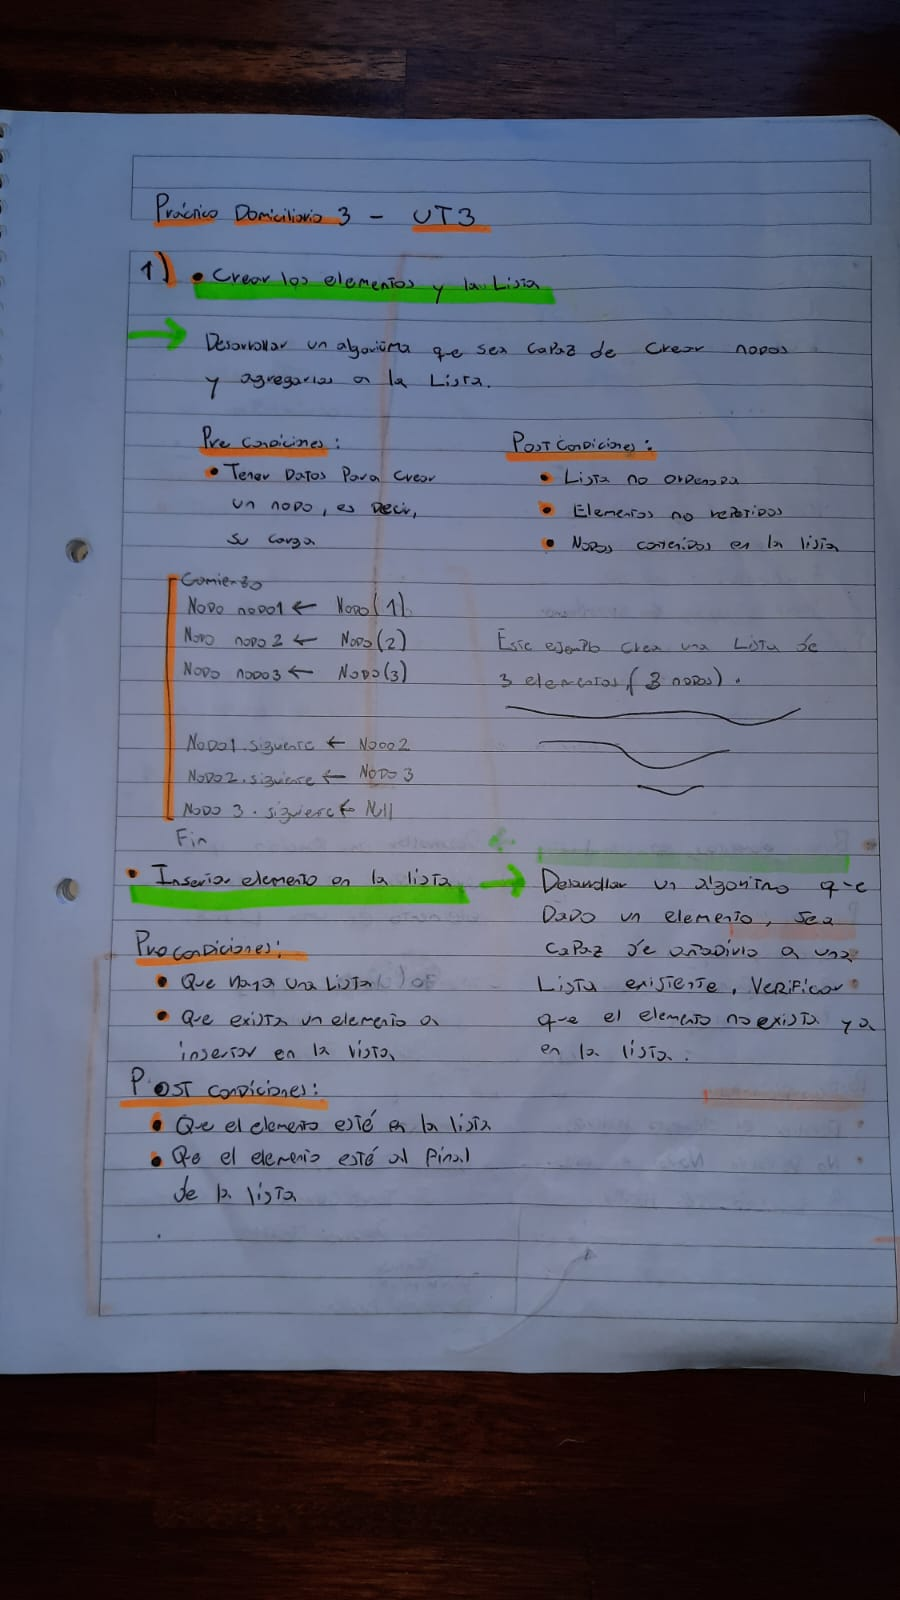 Práctico Domiciliario 3 - UT3
1) • Crear los elementos y la Lista
→ Desarrollar un algoritmo que sea capaz de crear nodos
y agregarlos a la Lista.
Pre condiciones:
• Tener Datos Para crear
un nodo, es decir,
su carga
Post condiciones:
• Lista no ordenada
• Elementos no repetidos
• Nodos contenidos en la lista
Comienzo
Nodo nodo1 ← Nodo(1)
Nodo nodo2 ← Nodo(2)
Nodo nodo3 ← Nodo(3)
Nodo1.siguiente ← Nodo2
Nodo2.siguiente ← Nodo3
Nodo3.siguiente ← Null
Fin
Este ejemplo crea una Lista de
3 elementos (3 nodos).
• Insertar elemento en la lista →
Desarrollar un algoritmo que
Dado un elemento, sea
capaz de añadirlo a una
Lista existente, Verificar
que el elemento no exista ya
en la lista.
Precondiciones:
• Que haya una Lista
• Que exista un elemento a
insertar en la lista
Post condiciones:
• Que el elemento esté en la lista
• Que el elemento esté al final
de la lista